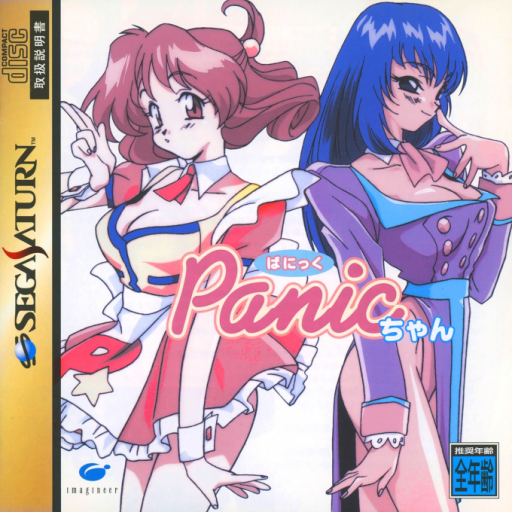 COMPACT
disc
取扱説明書
SEGA SATURN™
ぱにっく
Panic
ちゃん
imagineer
推奨年齢
全年齢